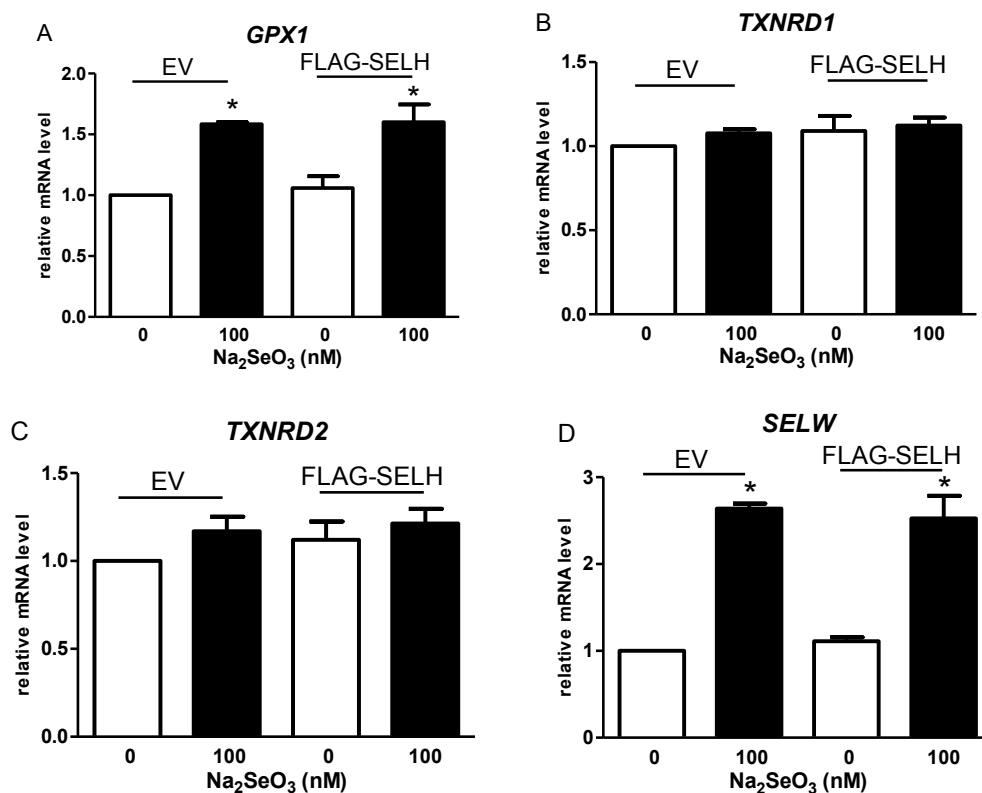 A
GPX1
EV
FLAG-SELH
* *
2.0
1.5
1.0
0.5
0.0
relative mRNA level
0 100 0 100
Na₂SeO₃ (nM)
B
TXNRD1
EV
FLAG-SELH
1.5
1.0
0.5
0.0
relative mRNA level
0 100 0 100
Na₂SeO₃ (nM)
C
TXNRD2
EV
FLAG-SELH
1.5
1.0
0.5
0.0
relative mRNA level
0 100 0 100
Na₂SeO₃ (nM)
D
SELW
EV
FLAG-SELH
* *
3
2
1
0
relative mRNA level
0 100 0 100
Na₂SeO₃ (nM)